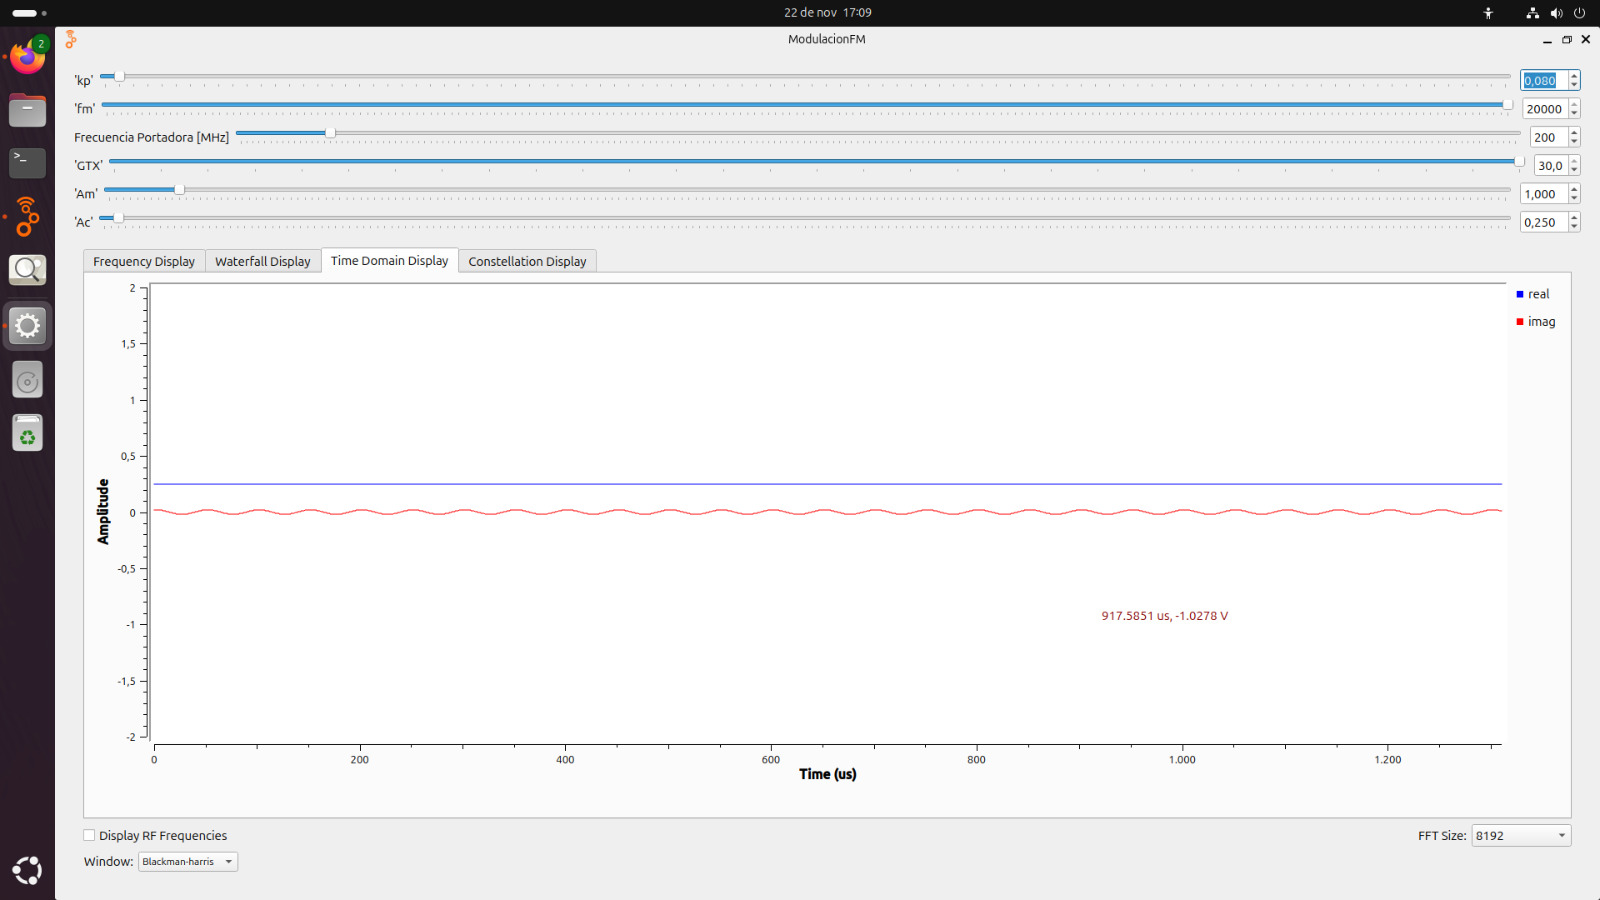 22 de nov 17:09
2
ModulacionFM
'kp' 0,080
'fm' 20000
Frecuencia Portadora [MHz] 200
'GTX' 30,0
'Am' 1,000
'Ac' 0,250
Frequency Display Waterfall Display Time Domain Display Constellation Display
real
imag
2
1,5
1
0,5
0
-0,5
-1
-1,5
-2
Amplitude
917.5851 us, -1.0278 V
0 200 400 600 800 1.000 1.200
Time (us)
Display RF Frequencies
FFT Size: 8192
Window: Blackman-harris